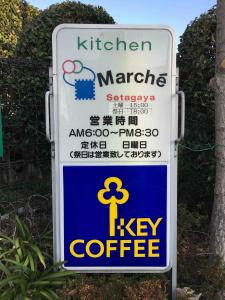 kitchen
Marché
Setagaya
土曜 15:00
祭日 18:00
営業時間
AM6:00〜PM8:30
定休日 日曜日
(祭日は営業致しております)
KEY
COFFEE